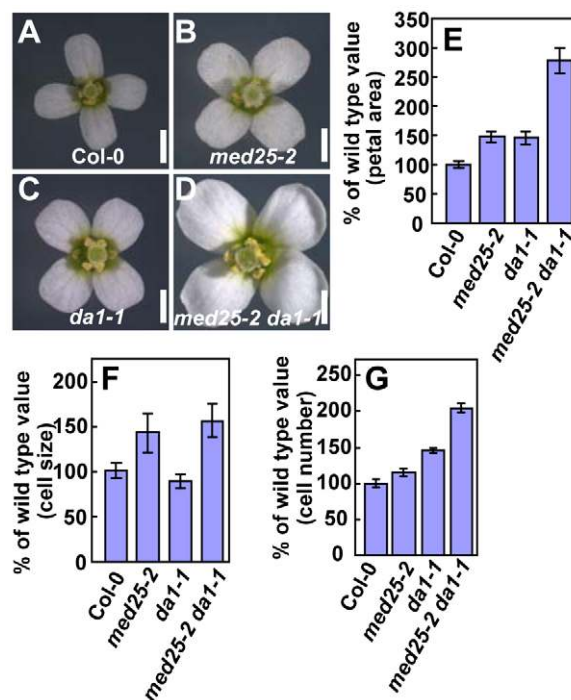 A
Col-0
B
med25-2
C
da1-1
D
med25-2 da1-1
E
% of wild type value
(petal area)
350
300
250
200
150
100
50
0
Col-0
med25-2
da1-1
med25-2 da1-1
F
% of wild type value
(cell size)
200
150
100
50
0
Col-0
med25-2
da1-1
med25-2 da1-1
G
% of wild type value
(cell number)
250
200
150
100
50
0
Col-0
med25-2
da1-1
med25-2 da1-1